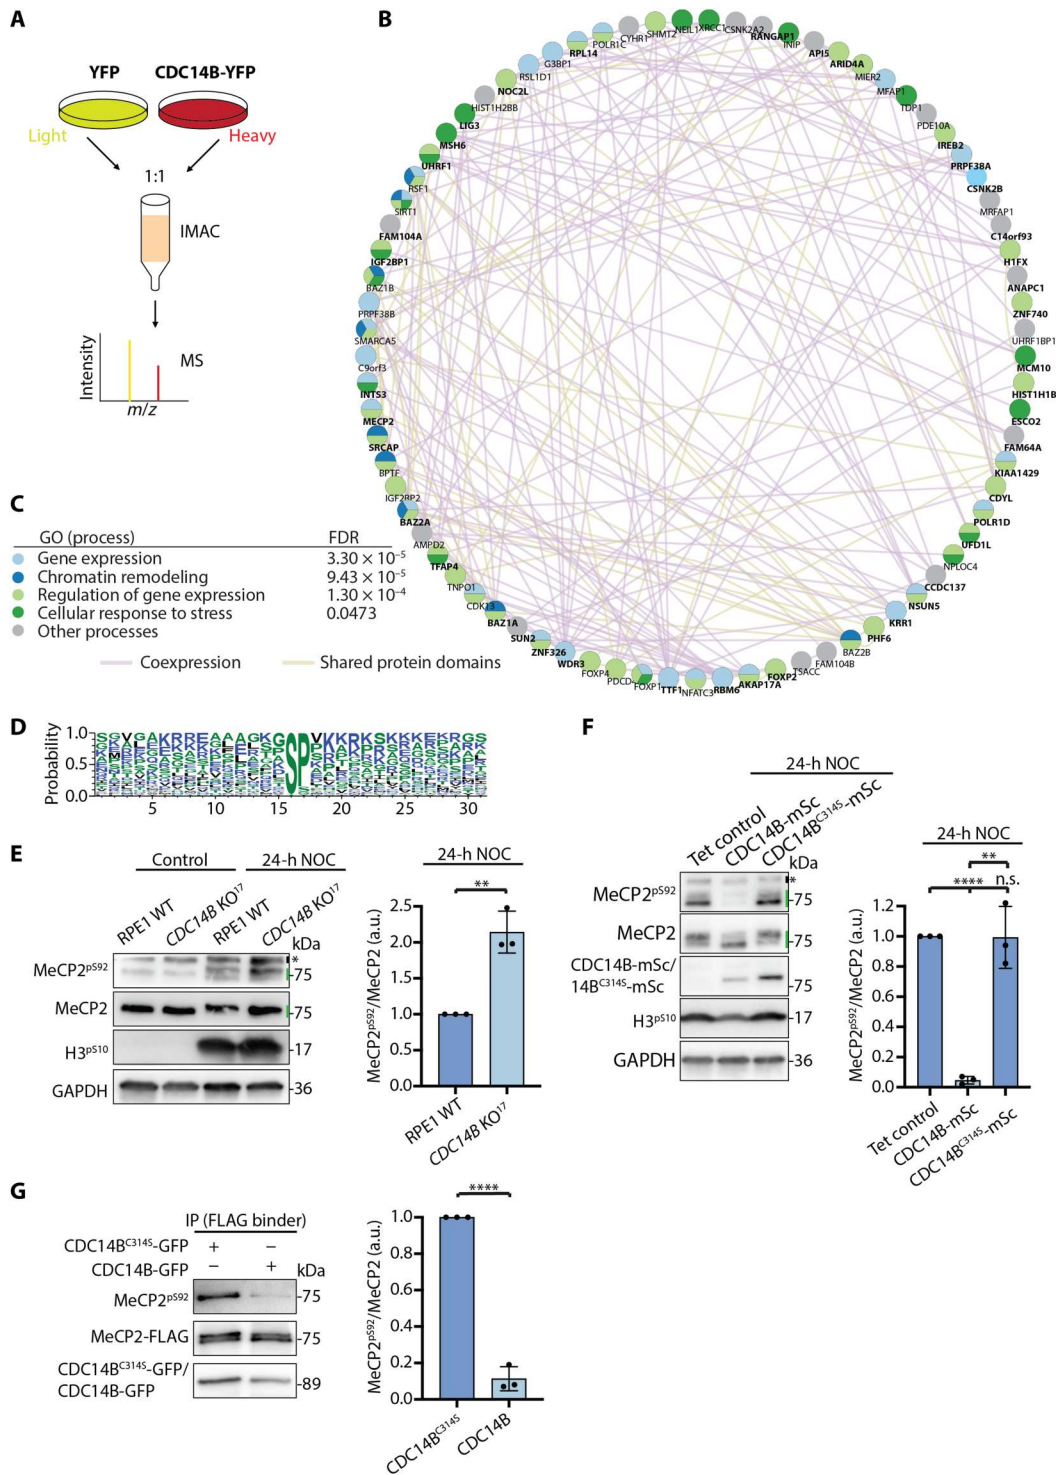 A
YFP
CDC14B-YFP
Light
Heavy
1:1
IMAC
MS
Intensity
m/z
B
CYHR1
SHMT2
NEIL1
XRCC1
CSNK2A2
RANGAP1
INIP
API5
ARID4A
MIER2
MFAP1
TDP1
PDE10A
IREB2
PRPF38A
CSNK2B
MRFAP1
C14orf93
H1FX
ANAPC1
ZNF740
UHRF1BP1
MCM10
HIST1H1B
ESCO2
FAM64A
KIAA1429
CDYL
POLR1D
UFD1L
NPLOC4
CCDC137
NSUN5
KRR1
PHF6
BAZ2B
FAM104B
TSACC
FOXP2
AKAP17A
RBM6
NFATC3
TTF1
FOXP1
PDCD
FOXP4
WDR3
ZNF326
SUN2
BAZ1A
CDK13
TNPO1
TFAP4
AMPD2
BAZ2A
IGF2BP2
BPTF
SRCAP
MECP2
INTS3
C9orf3
SMARCA5
PRPF38B
BAZ1B
IGF2BP1
FAM104A
SIRT1
RSF1
UHRF1
MSH6
LIG3
HIST1H2BB
NOC2L
RSL1D1
G3BP1
RPL14
POLR1C
C
GO (process) FDR
Gene expression 3.30 × 10⁻⁵
Chromatin remodeling 9.43 × 10⁻⁵
Regulation of gene expression 1.30 × 10⁻⁴
Cellular response to stress 0.0473
Other processes
Coexpression Shared protein domains
D
Probability
1.0
0.5
0.0
SP
5 10 15 20 25 30
E
Control 24-h NOC
RPE1 WT
CDC14B KO¹⁷
RPE1 WT
CDC14B KO¹⁷
kDa
*
MeCP2ᵖˢ⁹² -75
MeCP2 -75
H3ᵖˢ¹⁰ -17
GAPDH -36
24-h NOC
**
MeCP2ᵖˢ⁹²/MeCP2 (a.u.)
2.5
2.0
1.5
1.0
0.5
0.0
RPE1 WT
CDC14B KO¹⁷
F
24-h NOC
Tet control
CDC14B-mSc
CDC14Bᶜ³¹⁴ˢ-mSc
kDa
*
MeCP2ᵖˢ⁹² -75
MeCP2 -75
CDC14B-mSc/
14Bᶜ³¹⁴ˢ-mSc -75
H3ᵖˢ¹⁰ -17
GAPDH -36
24-h NOC
**
**** n.s.
MeCP2ᵖˢ⁹²/MeCP2 (a.u.)
1.2
1.0
0.8
0.6
0.4
0.2
0.0
Tet control
CDC14B-mSc
CDC14Bᶜ³¹⁴ˢ-mSc
G
IP (FLAG binder)
CDC14Bᶜ³¹⁴ˢ-GFP + −
CDC14B-GFP − + kDa
MeCP2ᵖˢ⁹² -75
MeCP2-FLAG -75
CDC14Bᶜ³¹⁴ˢ-GFP/
CDC14B-GFP -89
****
MeCP2ᵖˢ⁹²/MeCP2 (a.u.)
1.0
0.8
0.6
0.4
0.2
0.0
CDC14Bᶜ³¹⁴ˢ
CDC14B